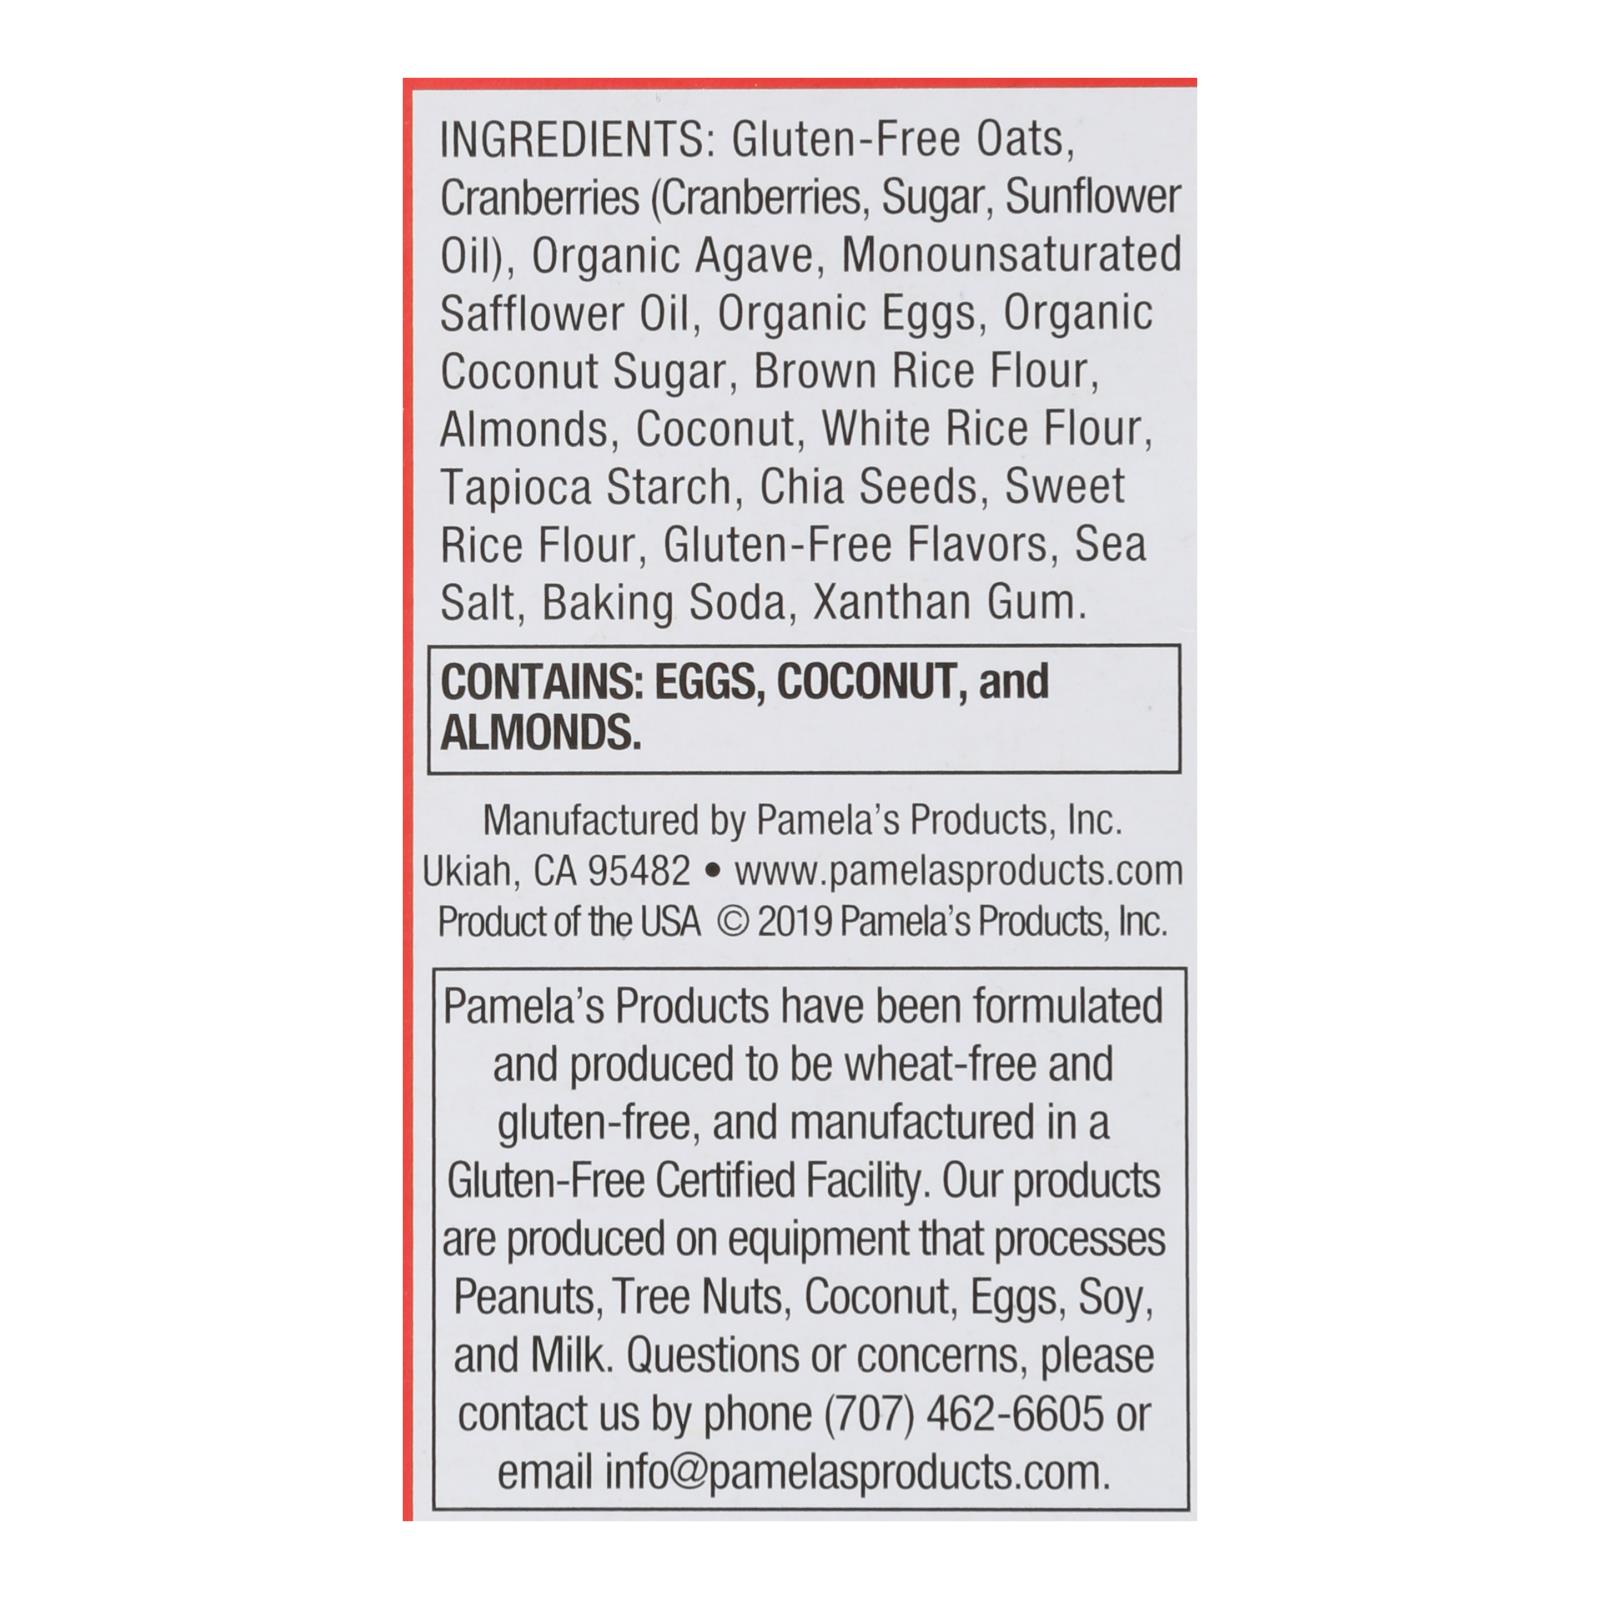 INGREDIENTS: Gluten-Free Oats,
Cranberries (Cranberries, Sugar, Sunflower
Oil), Organic Agave, Monounsaturated
Safflower Oil, Organic Eggs, Organic
Coconut Sugar, Brown Rice Flour,
Almonds, Coconut, White Rice Flour,
Tapioca Starch, Chia Seeds, Sweet
Rice Flour, Gluten-Free Flavors, Sea
Salt, Baking Soda, Xanthan Gum.
CONTAINS: EGGS, COCONUT, and
ALMONDS.
Manufactured by Pamela's Products, Inc.
Ukiah, CA 95482 • www.pamelasproducts.com
Product of the USA © 2019 Pamela's Products, Inc.
Pamela's Products have been formulated
and produced to be wheat-free and
gluten-free, and manufactured in a
Gluten-Free Certified Facility. Our products
are produced on equipment that processes
Peanuts, Tree Nuts, Coconut, Eggs, Soy,
and Milk. Questions or concerns, please
contact us by phone (707) 462-6605 or
email info@pamelasproducts.com.